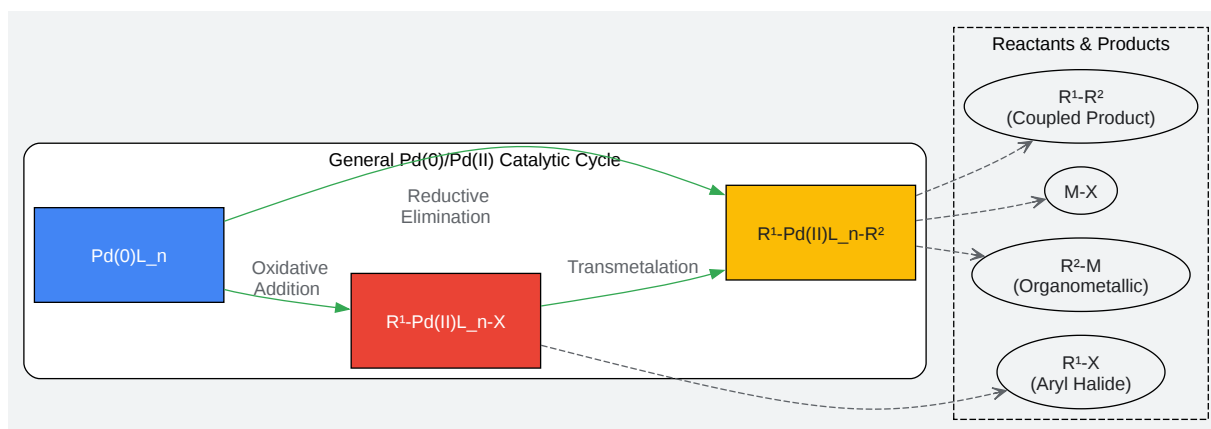 Reactants & Products
R¹-R²
(Coupled Product)
General Pd(0)/Pd(II) Catalytic Cycle
Reductive
Elimination
M-X
R¹-Pd(II)L_n-R²
Pd(0)L_n
Oxidative
Addition
Transmetalation
R²-M
(Organometallic)
R¹-Pd(II)L_n-X
R¹-X
(Aryl Halide)